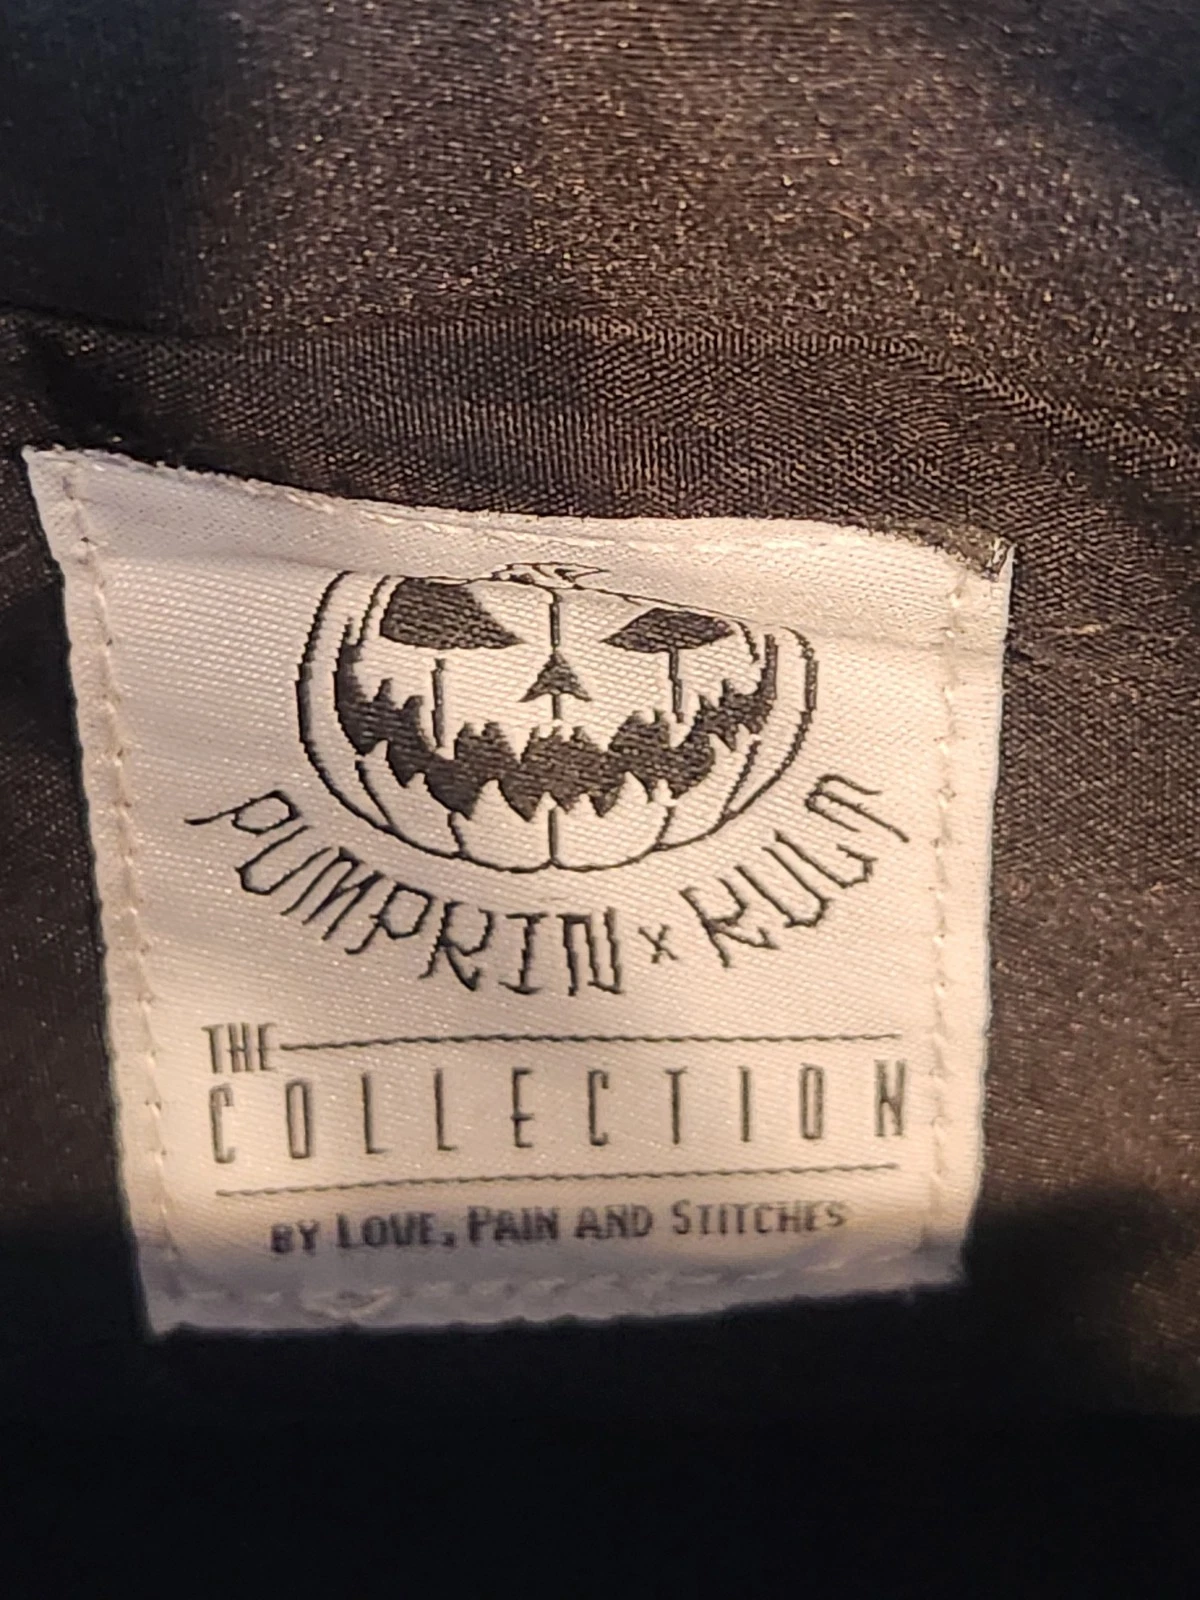 PUMPKIN x KULT
THE
COLLECTION
BY LOVE, PAIN AND STITCHES